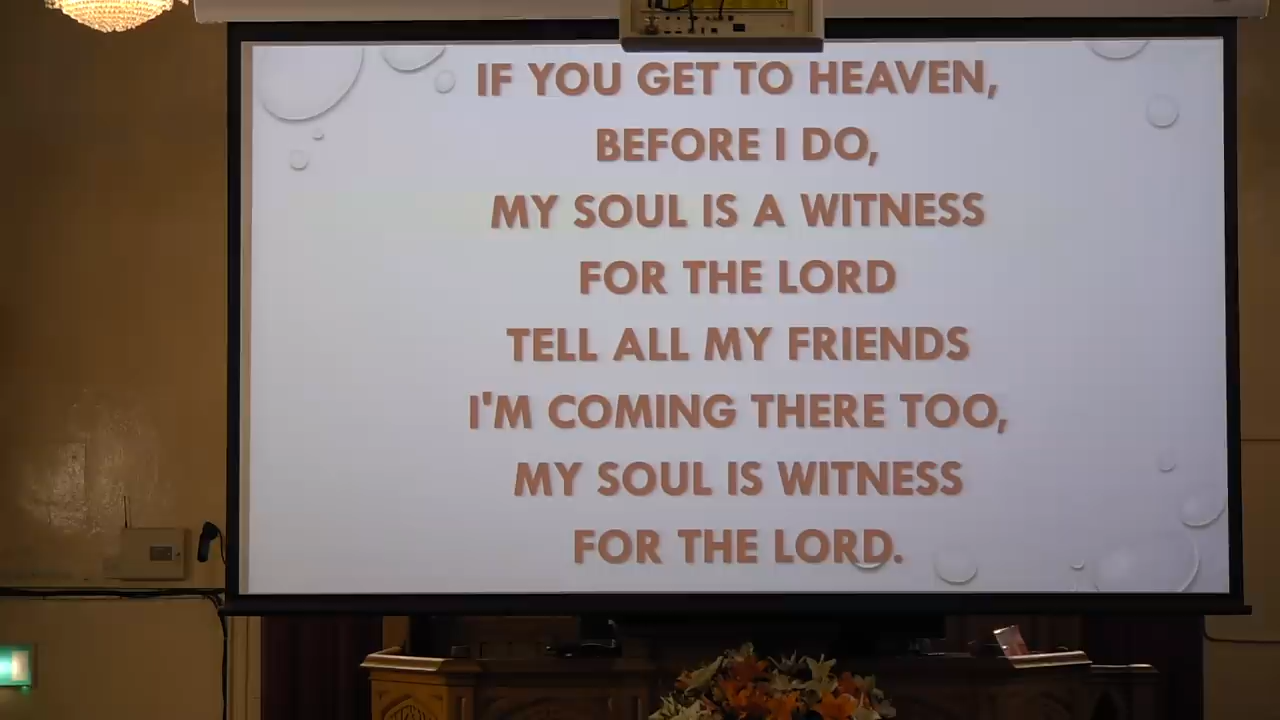 IF YOU GET TO HEAVEN,
BEFORE I DO,
MY SOUL IS A WITNESS
FOR THE LORD
TELL ALL MY FRIENDS
I'M COMING THERE TOO,
MY SOUL IS WITNESS
FOR THE LORD.